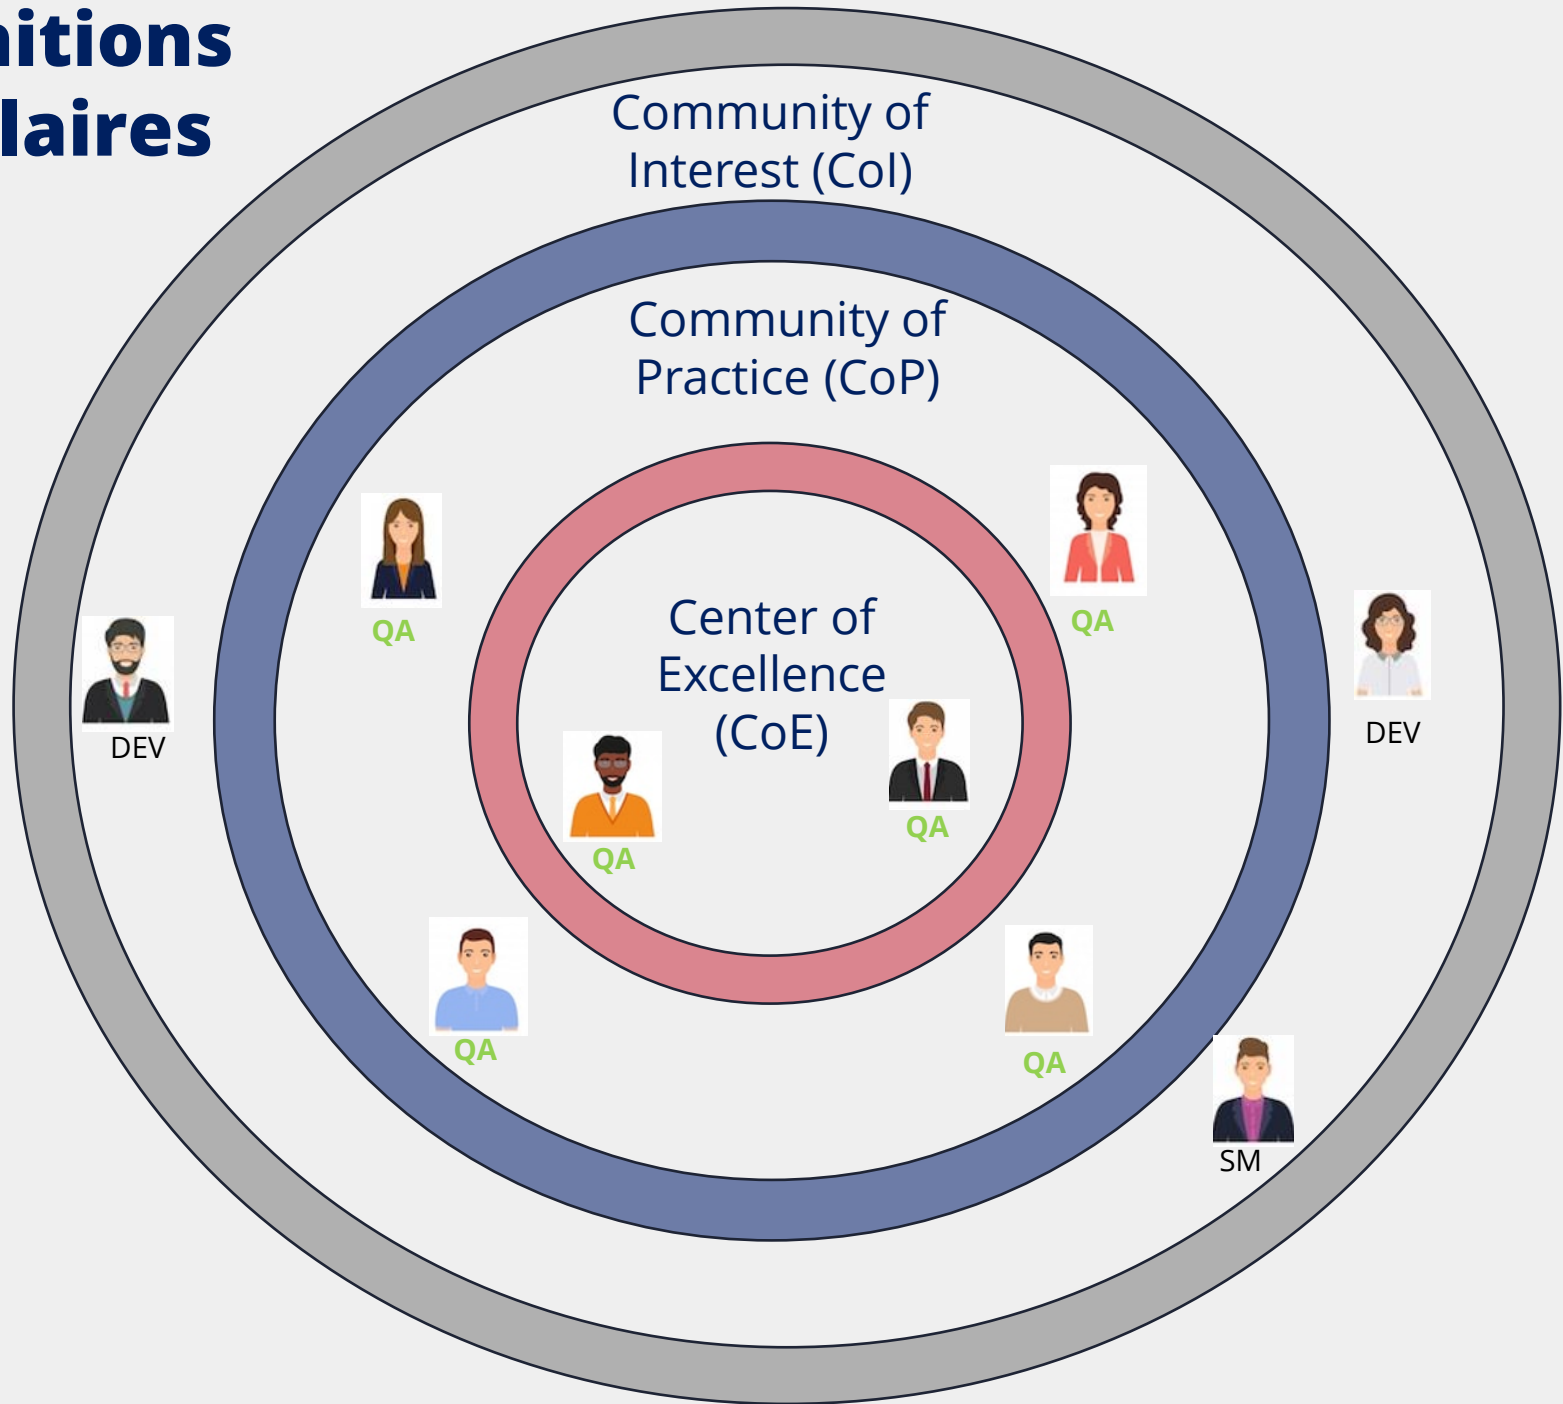 nitions
laires
Community of
Interest (CoI)
Community of
Practice (CoP)
Center of
Excellence
(CoE)
QA
QA
DEV
DEV
QA
QA
QA
QA
SM